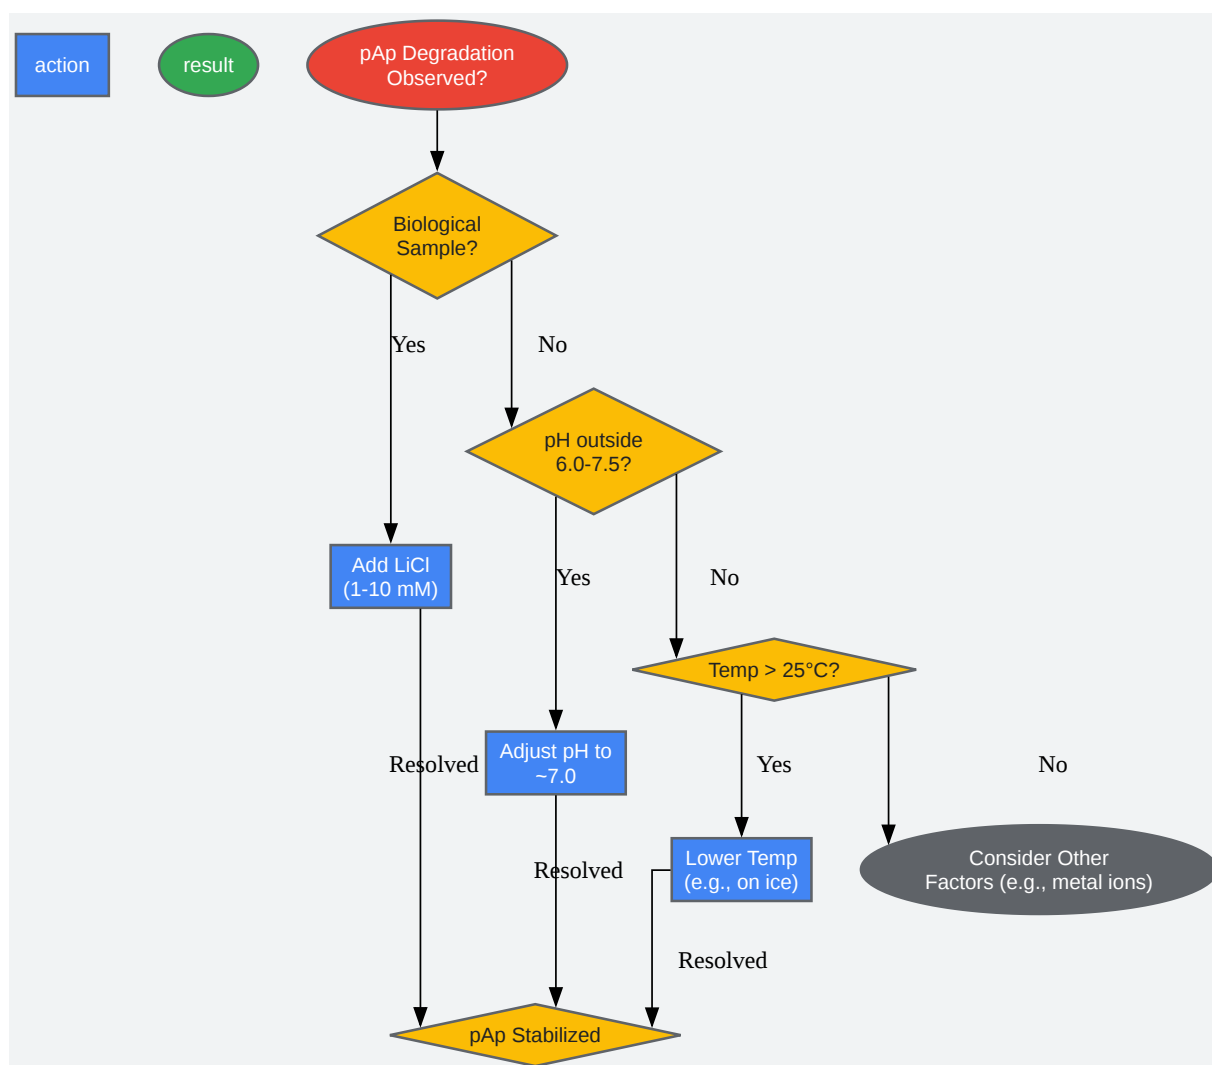 action
result
pAp Degradation
Observed?
Biological
Sample?
Yes
No
pH outside
6.0-7.5?
Add LiCl
(1-10 mM)
Yes
No
Temp > 25°C?
Resolved
Adjust pH to
~7.0
Yes
No
Resolved
Lower Temp
(e.g., on ice)
Consider Other
Factors (e.g., metal ions)
Resolved
pAp Stabilized